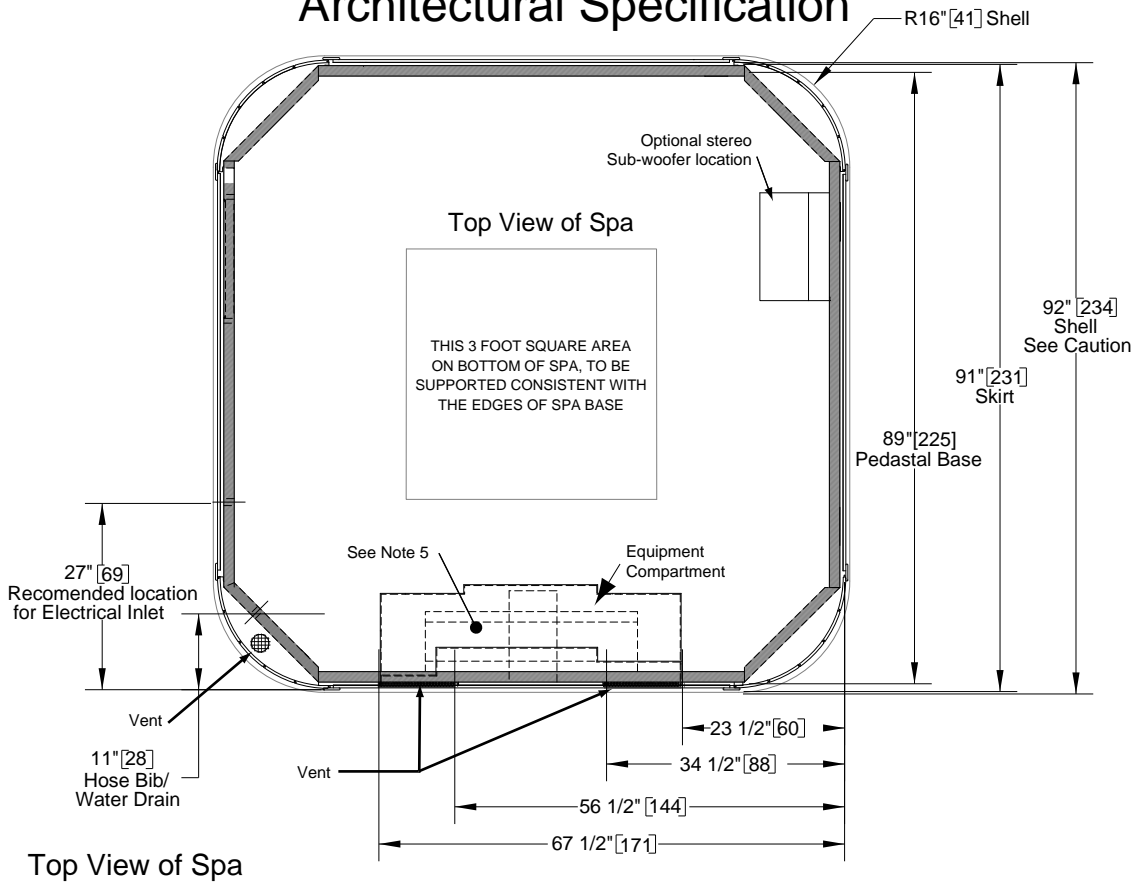 Architectural Specification
R16"[41] Shell
Optional stereo
Sub-woofer location
Top View of Spa
THIS 3 FOOT SQUARE AREA
ON BOTTOM OF SPA, TO BE
SUPPORTED CONSISTENT WITH
THE EDGES OF SPA BASE
92" [234]
Shell
See Caution
91"[231]
Skirt
89"[225]
Pedastal Base
27" [69]
Recomended location
for Electrical Inlet
See Note 5
Equipment
Compartment
Vent
11"[28]
Hose Bib/
Water Drain
Vent
23 1/2"[60]
34 1/2"[88]
56 1/2" [144]
67 1/2"[171]
Top View of Spa